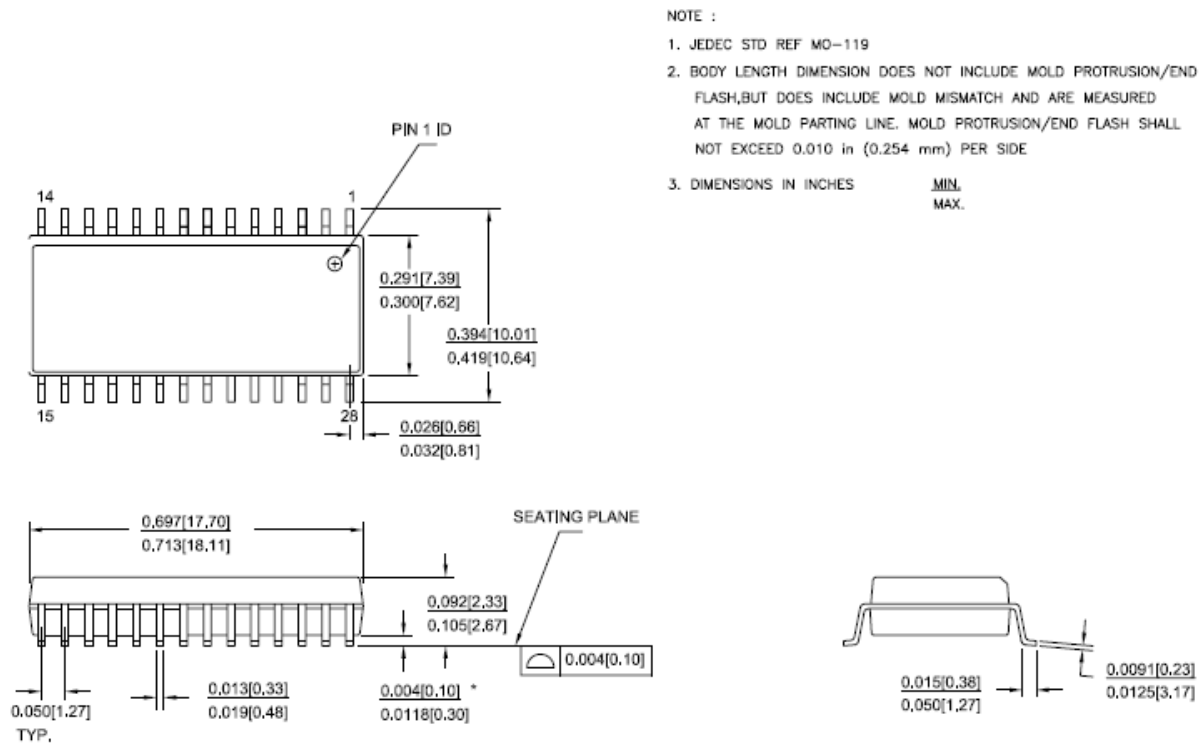 NOTE :
1. JEDEC STD REF MO-119
2. BODY LENGTH DIMENSION DOES NOT INCLUDE MOLD PROTRUSION/END
FLASH,BUT DOES INCLUDE MOLD MISMATCH AND ARE MEASURED
AT THE MOLD PARTING LINE. MOLD PROTRUSION/END FLASH SHALL
NOT EXCEED 0.010 in (0.254 mm) PER SIDE
3. DIMENSIONS IN INCHES MIN.
MAX.
PIN 1 ID
14 1
0.291[7.39]
0.300[7.62]
0.394[10.01]
0.419[10.64]
15 28
0.026[0.66]
0.032[0.81]
SEATING PLANE
0.697[17.70]
0.713[18.11]
0.092[2.33]
0.105[2.67]
0.004[0.10]
0.050[1.27]
TYP.
0.013[0.33]
0.019[0.48]
0.004[0.10] *
0.0118[0.30]
0.015[0.38]
0.050[1.27]
0.0091[0.23]
0.0125[3.17]